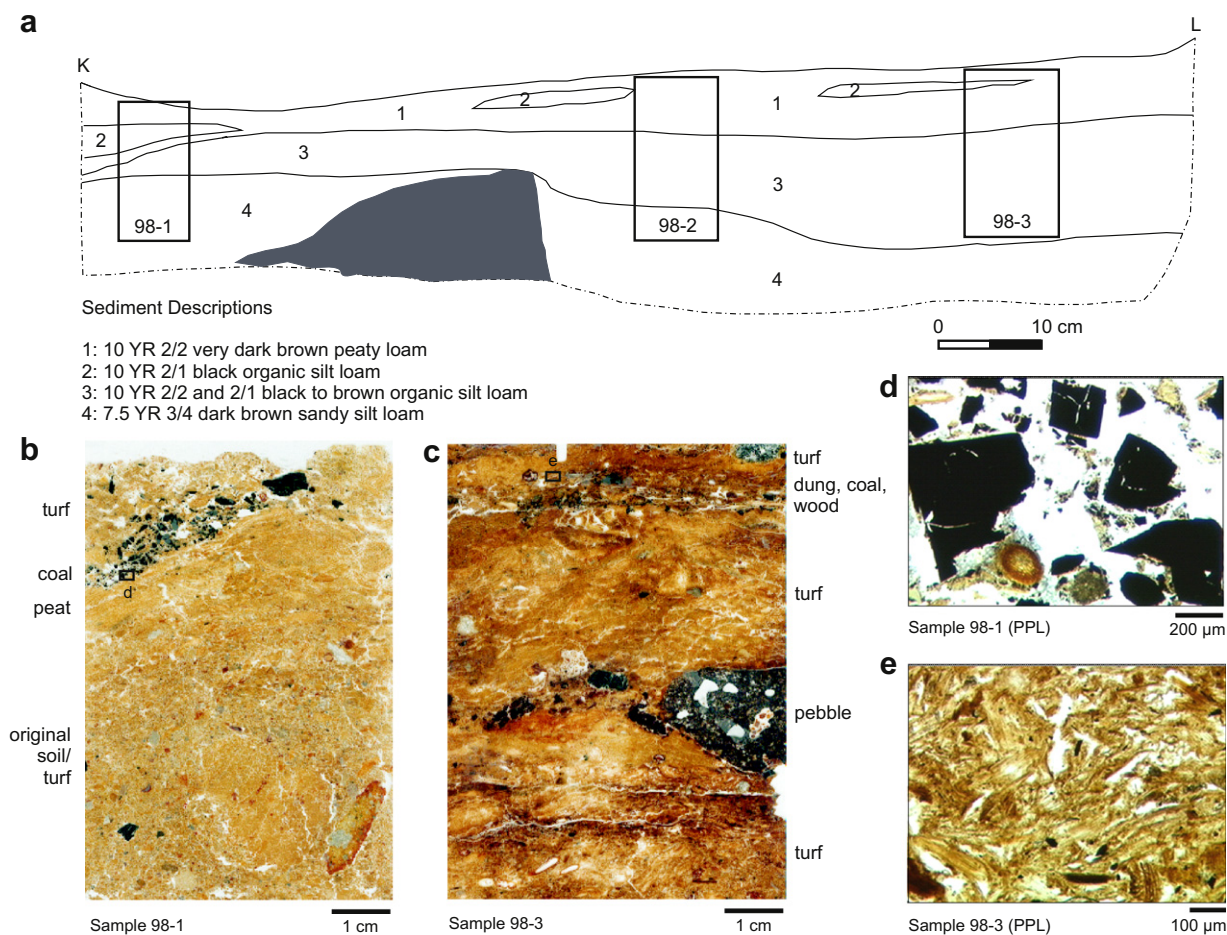 a
K
L
1
2
1
2
2
3
3
4
4
98-1
98-2
98-3
Sediment Descriptions
0 10 cm
1: 10 YR 2/2 very dark brown peaty loam
2: 10 YR 2/1 black organic silt loam
3: 10 YR 2/2 and 2/1 black to brown organic silt loam
4: 7.5 YR 3/4 dark brown sandy silt loam
b
turf
coal
peat
original
soil/
turf
d
Sample 98-1
1 cm
c
e
turf
dung, coal,
wood
turf
pebble
turf
Sample 98-3
1 cm
d
Sample 98-1 (PPL)
200 µm
e
Sample 98-3 (PPL)
100 µm